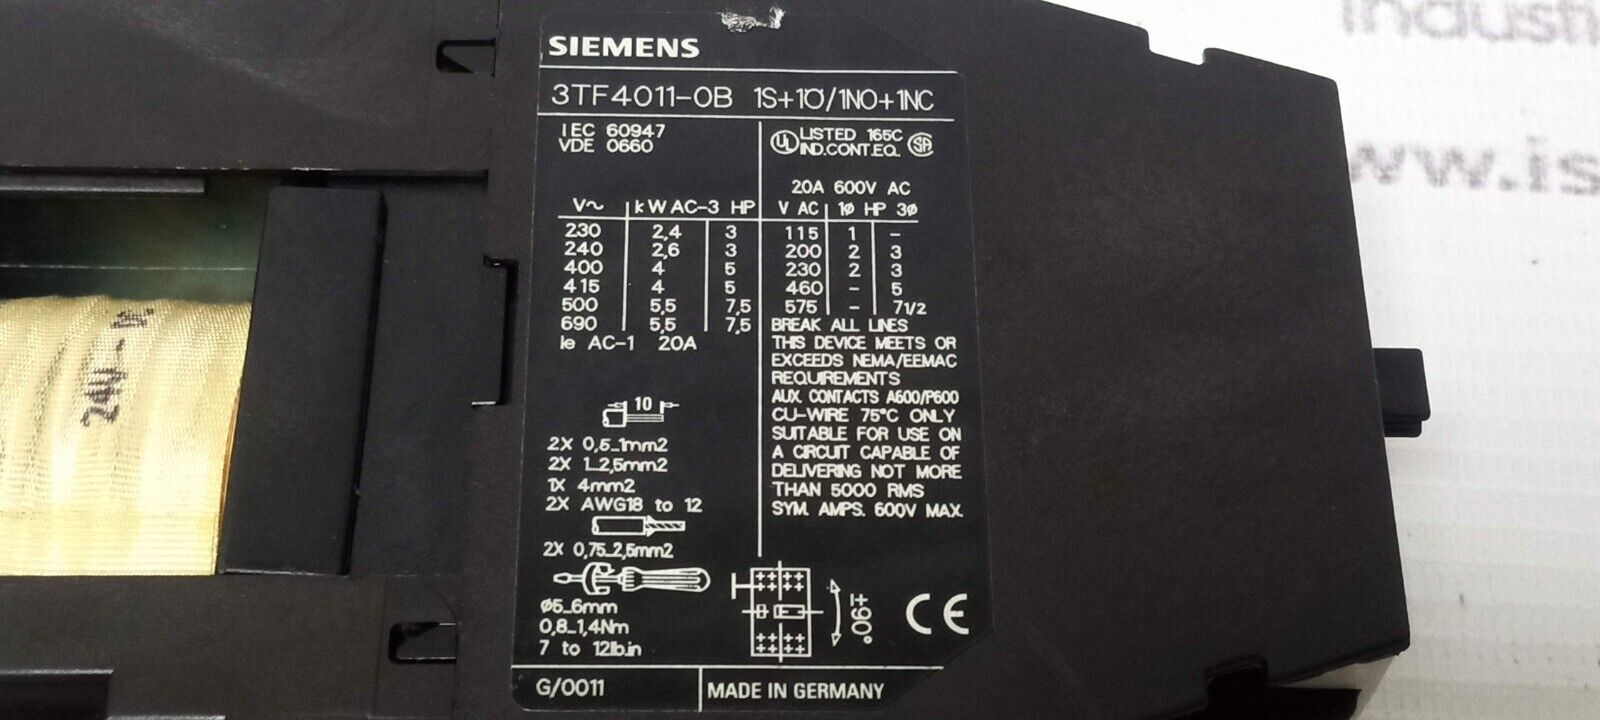 SIEMENS
3TF4011-0B 1S+1Ö/1NO+1NC
IEC 60947
VDE 0660
V~ kW AC-3 HP
230 2,4 3
240 2,6 3
400 4 5
415 4 5
500 5,5 7,5
690 5,5 7,5
Ie AC-1 20A
10
2X 0,5...1mm2
2X 1...2,5mm2
1X 4mm2
2X AWG18 to 12
2X 0,75...2,5mm2
ø5...6mm
0,8...1,4Nm
7 to 12lb.in
UL LISTED 165C
IND.CONT.EQ. SA
20A 600V AC
V AC 1ø HP 3ø
115 1 -
200 2 3
230 2 3
460 - 5
575 - 7 1/2
BREAK ALL LINES
THIS DEVICE MEETS OR
EXCEEDS NEMA/EEMAC
REQUIREMENTS
AUX. CONTACTS A600/P600
CU-WIRE 75°C ONLY
SUITABLE FOR USE ON
A CIRCUIT CAPABLE OF
DELIVERING NOT MORE
THAN 5000 RMS
SYM. AMPS. 600V MAX.
±90°
CE
G/0011
MADE IN GERMANY
24V
industri
www.is